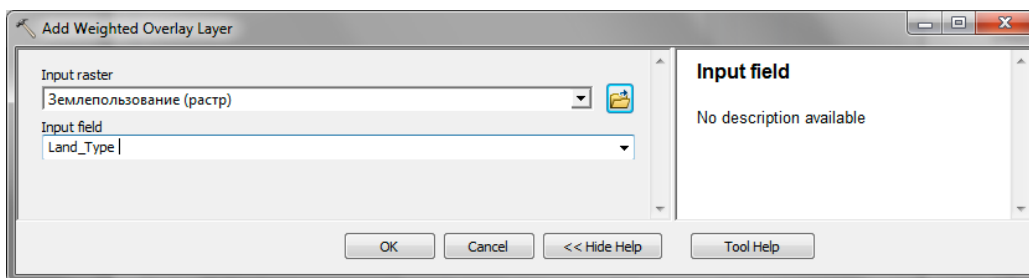 Add Weighted Overlay Layer
Input raster
Землепользование (растр)
Input field
Land_Type
Input field
No description available
OK
Cancel
<< Hide Help
Tool Help